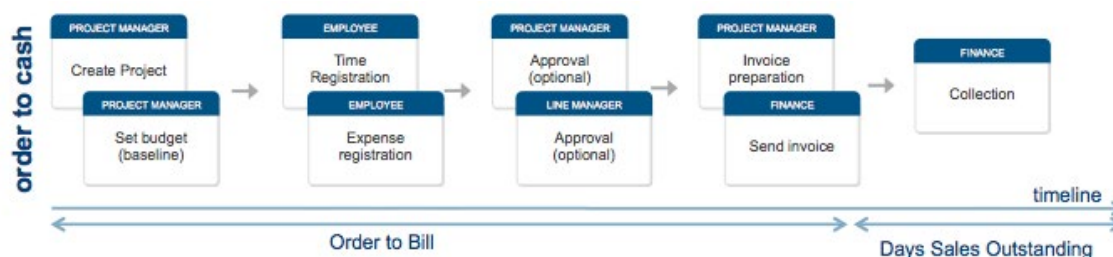 order to cash
PROJECT MANAGER
Create Project
PROJECT MANAGER
Set budget
(baseline)
EMPLOYEE
Time
Registration
EMPLOYEE
Expense
registration
PROJECT MANAGER
Approval
(optional)
LINE MANAGER
Approval
(optional)
PROJECT MANAGER
Invoice
preparation
FINANCE
Send invoice
FINANCE
Collection
timeline
Order to Bill
Days Sales Outstanding